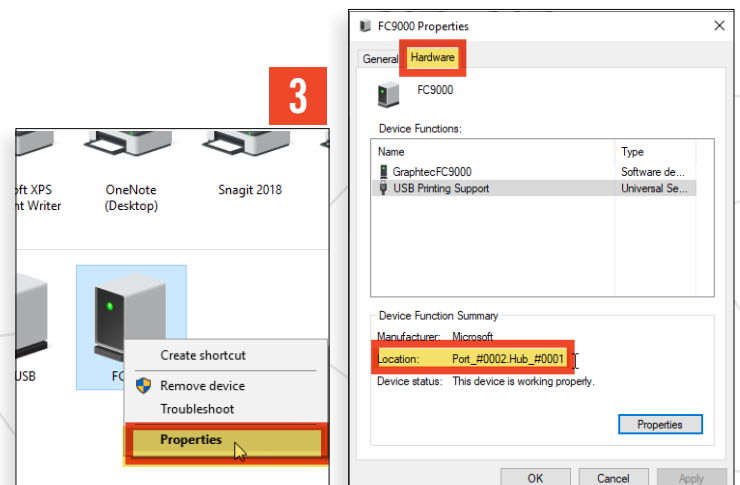 3
oft XPS
nt Writer
OneNote
(Desktop)
Snagit 2018
USB
FC
Create shortcut
Remove device
Troubleshoot
Properties
FC9000 Properties
General
Hardware
FC9000
Device Functions:
Name
Type
GraphtecFC9000
Software de...
USB Printing Support
Universal Se...
Device Function Summary
Manufacturer:
Microsoft
Location:
Port_#0002.Hub_#0001
Device status:
This device is working properly.
Properties
OK
Cancel
Apply